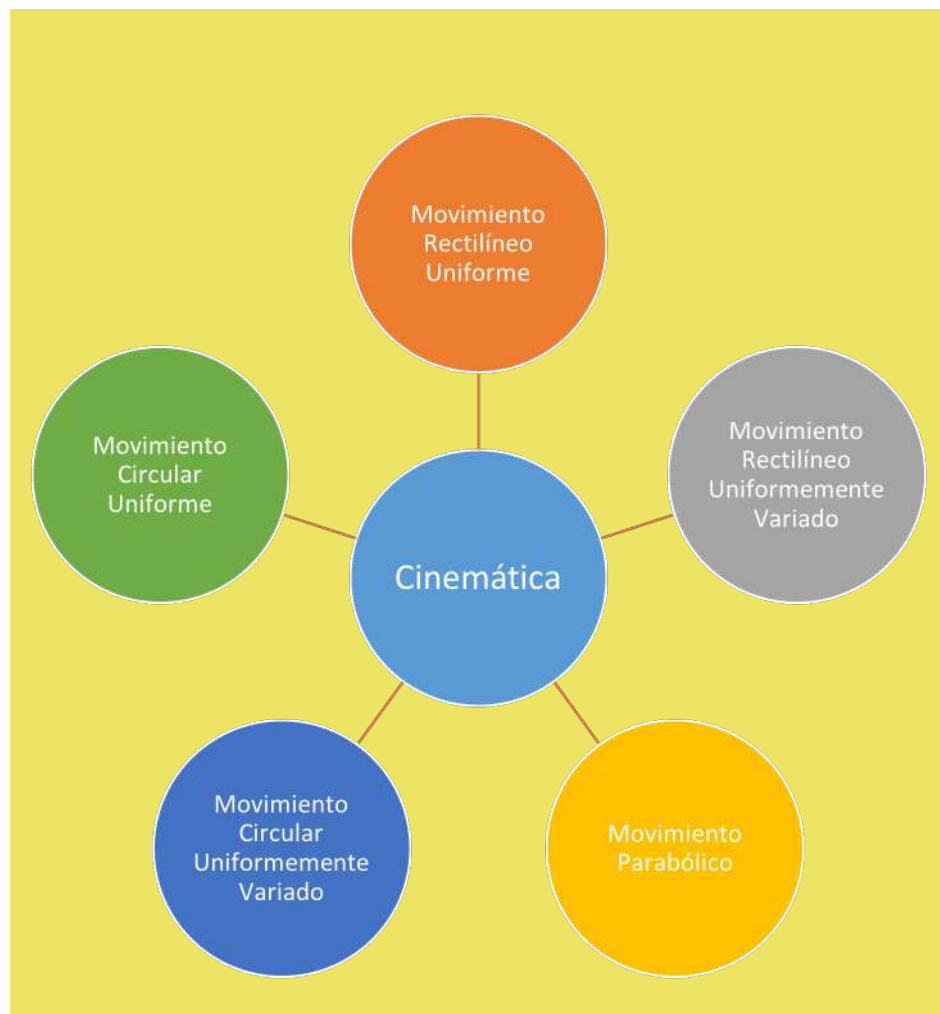 Movimiento
Rectilíneo
Uniforme
Movimiento
Rectilíneo
Uniformemente
Variado
Movimiento
Circular
Uniforme
Cinemática
Movimiento
Circular
Uniformemente
Variado
Movimiento
Parabólico